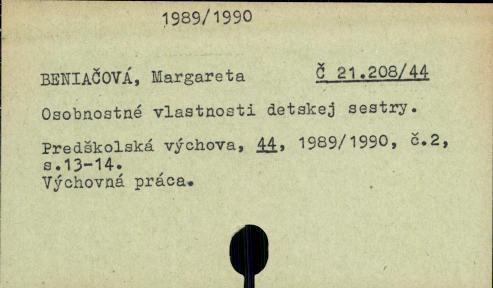 1989/1990
BENIAČOVÁ, Margareta Č 21.208/44
Osobnostné vlastnosti detskej sestry.
Predškolská výchova, 44, 1989/1990, č.2,
s.13-14.
Výchovná práca.